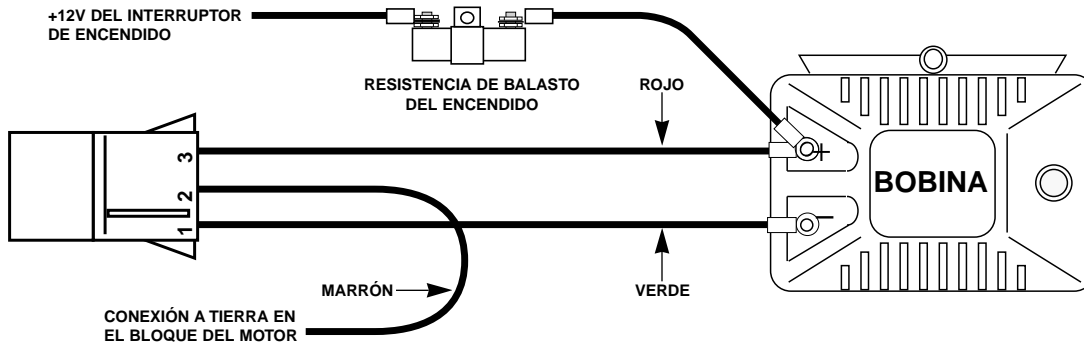 +12V DEL INTERRUPTOR
DE ENCENDIDO
RESISTENCIA DE BALASTO
DEL ENCENDIDO
ROJO
3
2
1
+
BOBINA
−
MARRÓN
VERDE
CONEXIÓN A TIERRA EN
EL BLOQUE DEL MOTOR